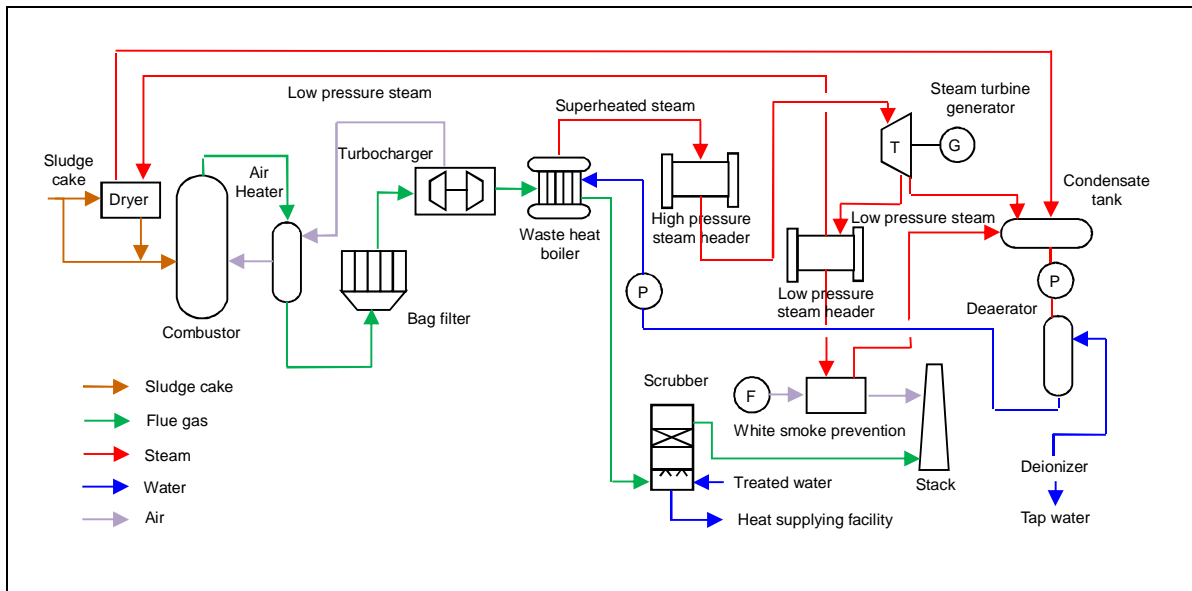 Low pressure steam
Superheated steam
Steam turbine
generator
Sludge
cake
Dryer
Air
Heater
Turbocharger
T
G
Condensate
tank
High pressure
steam header
Low pressure steam
Waste heat
boiler
P
P
Low pressure
steam header
Deaerator
Combustor
Bag filter
Sludge cake
Flue gas
Steam
Water
Air
Scrubber
F
White smoke prevention
Treated water
Heat supplying facility
Stack
Deionizer
Tap water